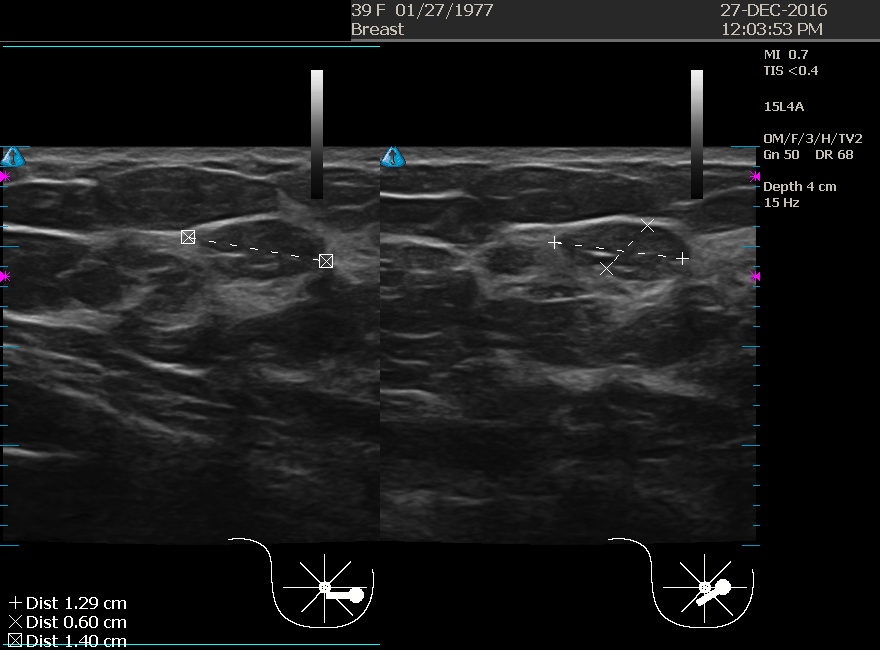 39 F 01/27/1977 27-DEC-2016
Breast 12:03:53 PM
MI 0.7
TIS <0.4
15L4A
OM/F/3/H/TV2
Gn 50 DR 68
Depth 4 cm
15 Hz
Dist 1.29 cm
Dist 0.60 cm
Dist 1.40 cm